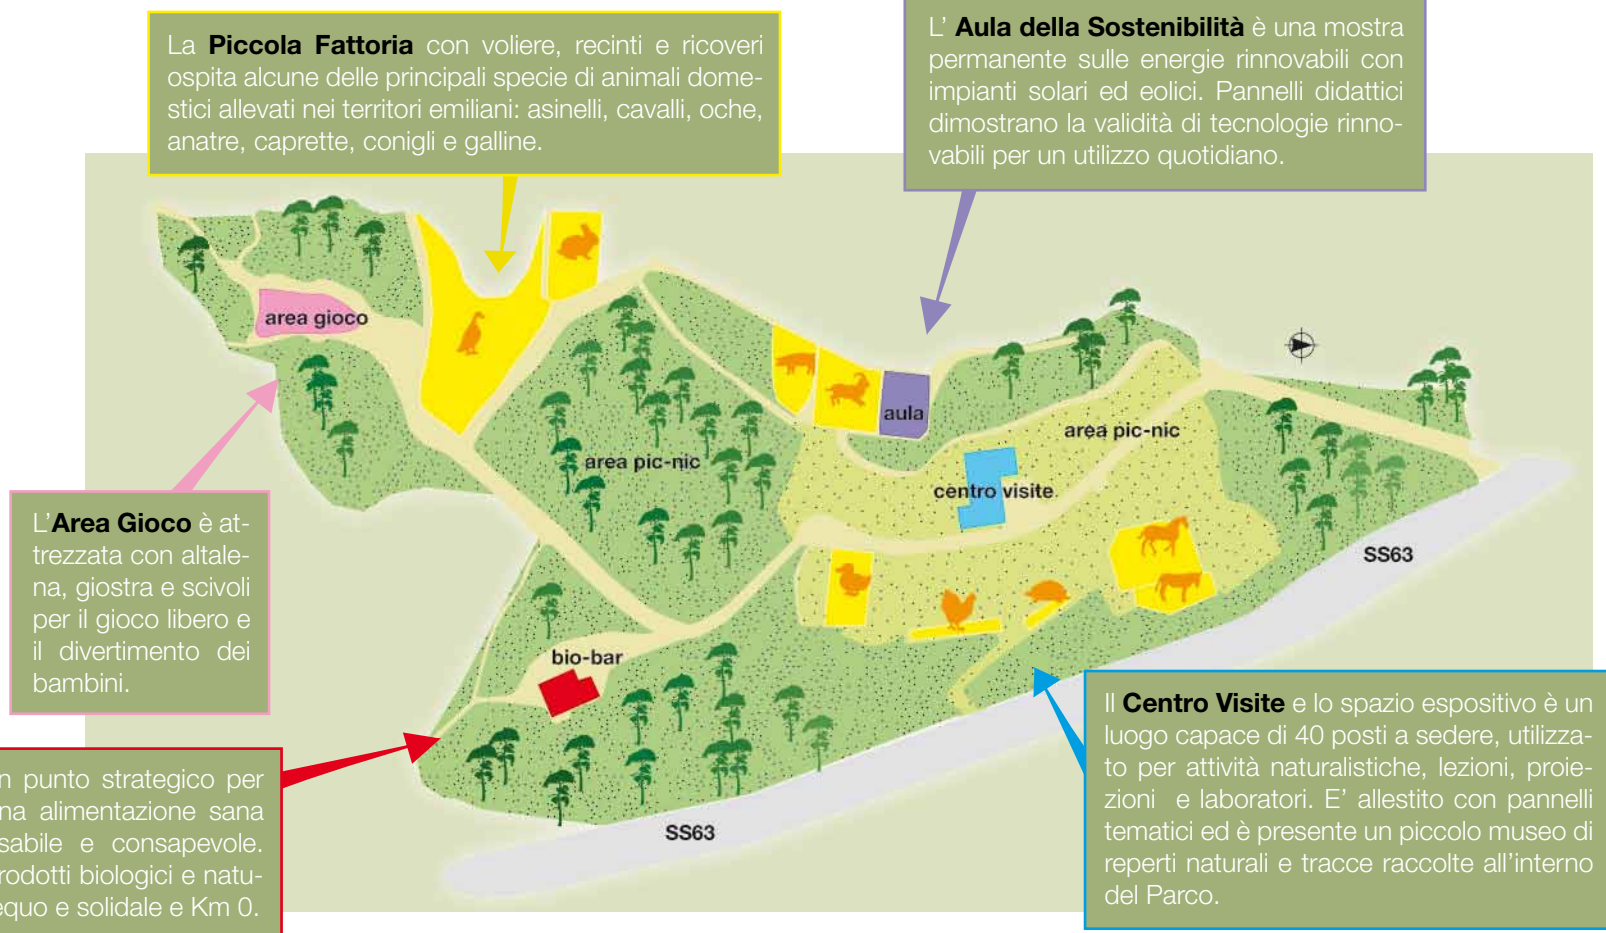 La Piccola Fattoria con voliere, recinti e ricoveri
ospita alcune delle principali specie di animali dome-
stici allevati nei territori emiliani: asinelli, cavalli, oche,
anatre, caprette, conigli e galline.
L' Aula della Sostenibilità è una mostra
permanente sulle energie rinnovabili con
impianti solari ed eolici. Pannelli didattici
dimostrano la validità di tecnologie rinno-
vabili per un utilizzo quotidiano.
area gioco
aula
area pic-nic
area pic-nic
centro visite
SS63
bio-bar
SS63
L'Area Gioco è at-
trezzata con altale-
na, giostra e scivoli
per il gioco libero e
il divertimento dei
bambini.
punto strategico per
alimentazione sana
e consapevole.
biologici e natu-
equo e solidale e Km 0.
Il Centro Visite e lo spazio espositivo è un
luogo capace di 40 posti a sedere, utilizza-
to per attività naturalistiche, lezioni, proie-
zioni e laboratori. E' allestito con pannelli
tematici ed è presente un piccolo museo di
reperti naturali e tracce raccolte all'interno
del Parco.